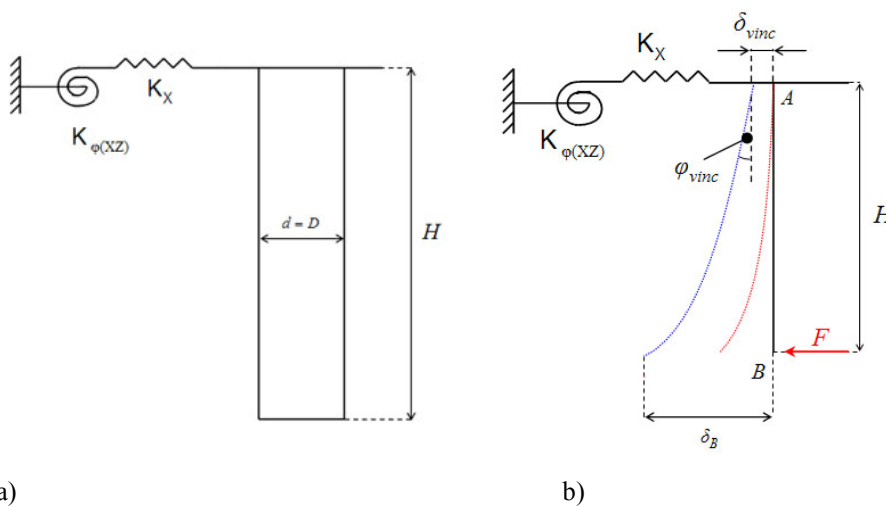 K_X
K_φ(XZ)
d = D
H
a)
δ_vinc
K_X
A
K_φ(XZ)
φ_vinc
H
F
B
δ_B
b)